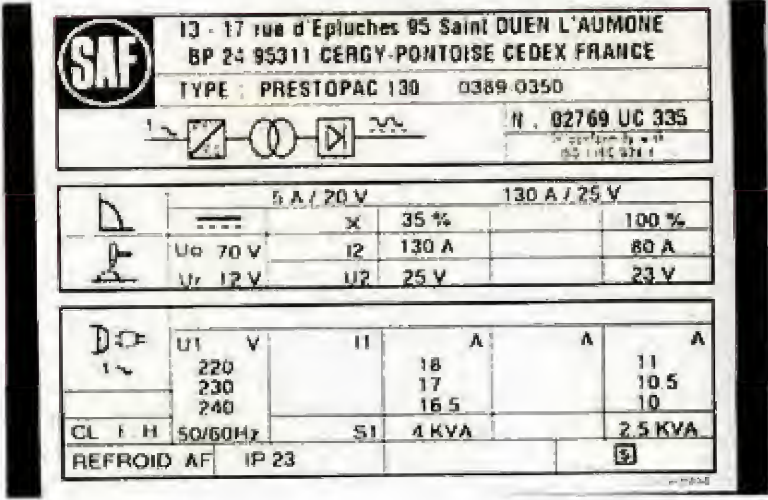 SAF
13 - 17 rue d'Epluches 95 Saint OUEN L'AUMONE
BP 24 95311 CERGY-PONTOISE CEDEX FRANCE
TYPE : PRESTOPAC 130 0389-0350
1 ~
N . 02769 UC 335
5 A / 20 V 130 A / 25 V
X 35 % 100 %
Uo 70 V I2 130 A 80 A
Ur 12 V U2 25 V 23 V
U1 V I1 A A A
1 ~ 220 18 11
230 17 10.5
240 16.5 10
CL H 50/60Hz S1 4 KVA 2.5 KVA
REFROID AF IP 23 S